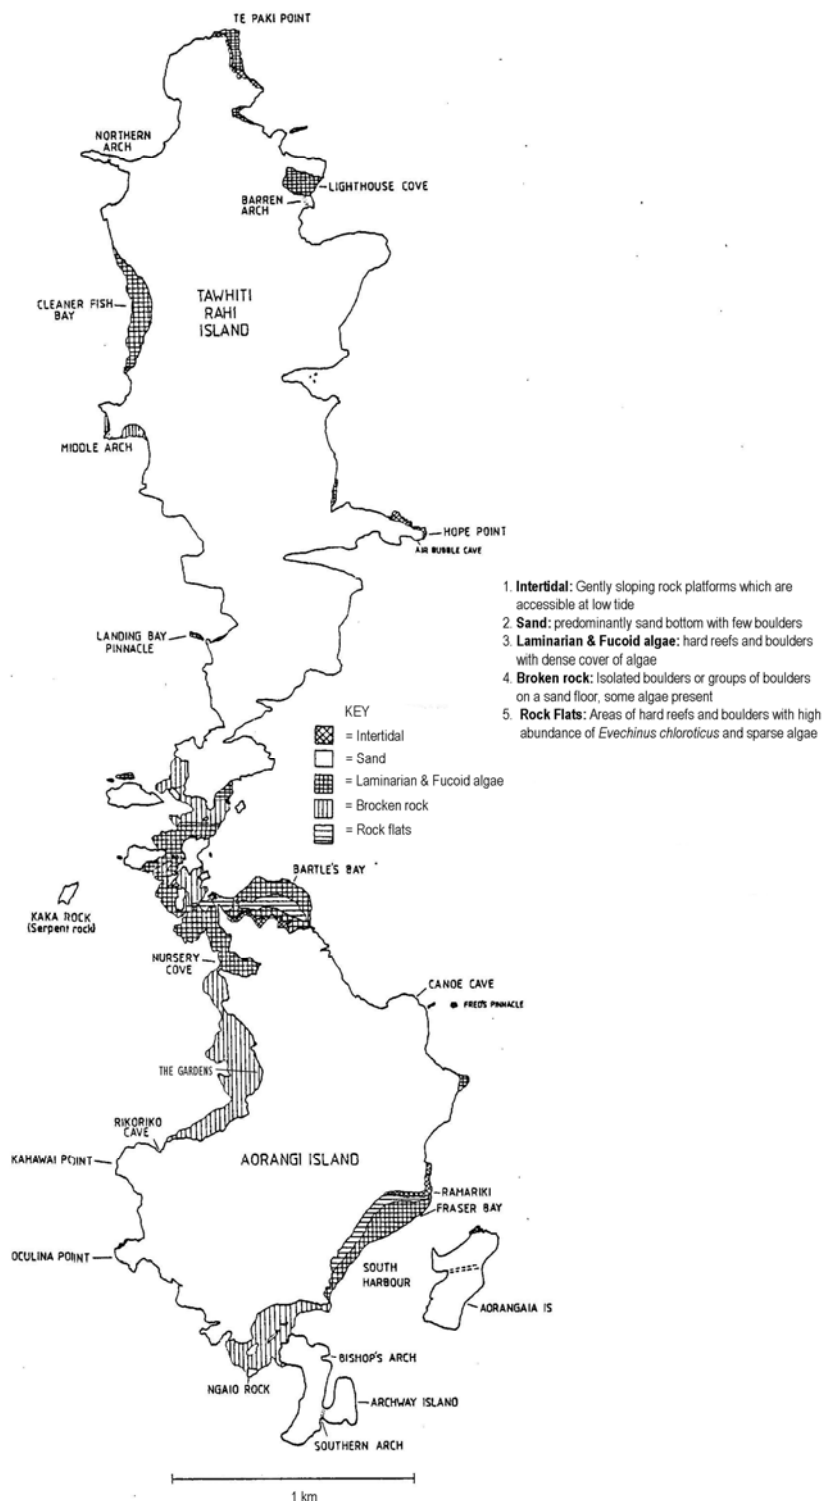 TE PAKI POINT
NORTHERN
ARCH
LIGHTHOUSE COVE
BARREN
ARCH
CLEANER FISH
BAY
TAWHITI
RAHI
ISLAND
MIDDLE ARCH
HOPE POINT
AIR BUBBLE CAVE
LANDING BAY
PINNACLE
1. Intertidal: Gently sloping rock platforms which are
accessible at low tide
2. Sand: predominantly sand bottom with few boulders
3. Laminarian & Fucoid algae: hard reefs and boulders
with dense cover of algae
4. Broken rock: Isolated boulders or groups of boulders
on a sand floor, some algae present
5. Rock Flats: Areas of hard reefs and boulders with high
abundance of Evechinus chloroticus and sparse algae
KEY
= Intertidal
= Sand
= Laminarian & Fucoid algae
= Brocken rock
= Rock flats
BARTLE'S BAY
KAKA ROCK
(Serpent rock)
NURSERY
COVE
CANOE CAVE
FRED'S PINNACLE
THE GARDENS
RIKORIKO
CAVE
KAHAWAI POINT
AORANGI ISLAND
RAMARIKI
FRASER BAY
OCULINA POINT
SOUTH
HARBOUR
AORANGAIA IS
BISHOP'S ARCH
NGAIO ROCK
ARCHWAY ISLAND
SOUTHERN ARCH
1 km